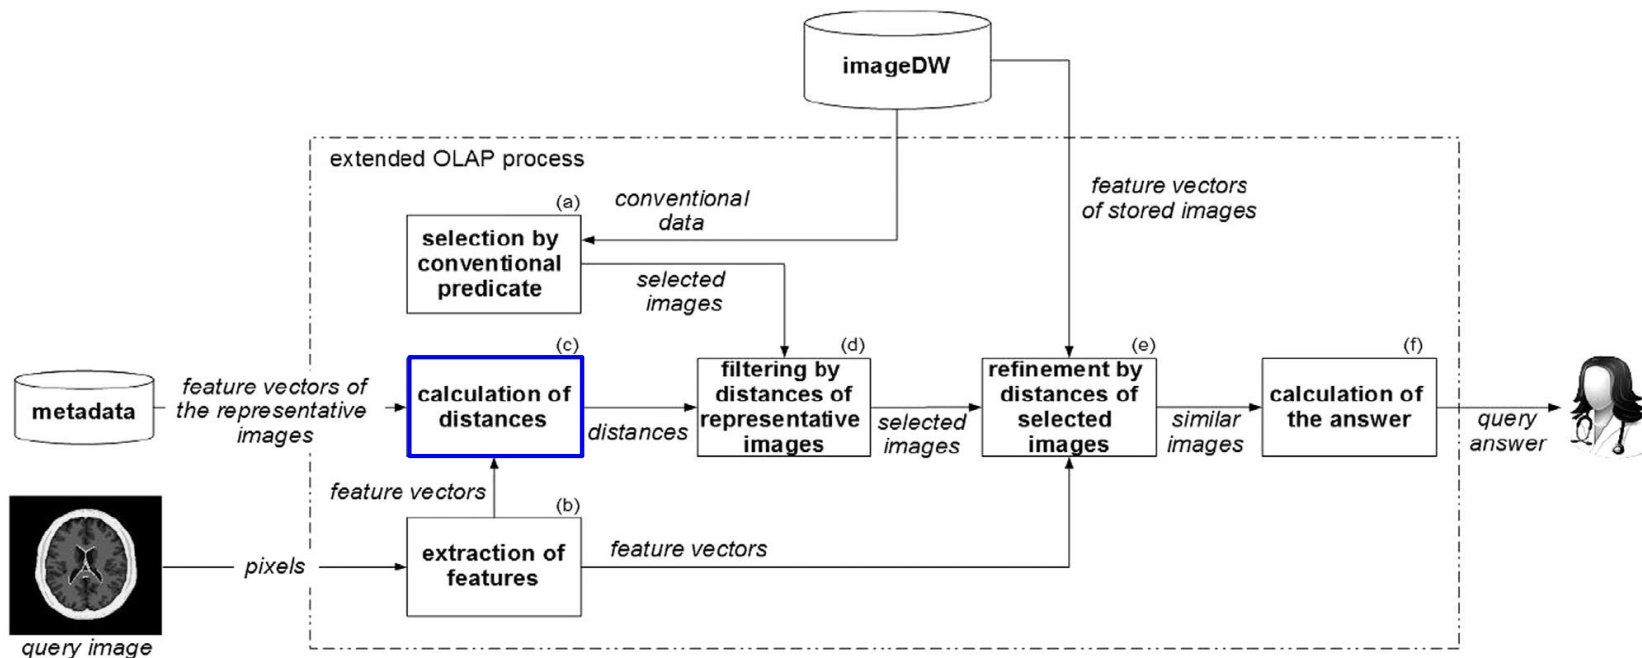 imageDW
extended OLAP process
(a)
conventional
data
feature vectors
of stored images
selection by
conventional
predicate
selected
images
(c)
(d)
(e)
(f)
metadata
feature vectors of
the representative
images
calculation of
distances
distances
filtering by
distances of
representative
images
selected
images
refinement by
distances of
selected
images
similar
images
calculation of
the answer
query
answer
feature vectors
(b)
pixels
extraction of
features
feature vectors
query image